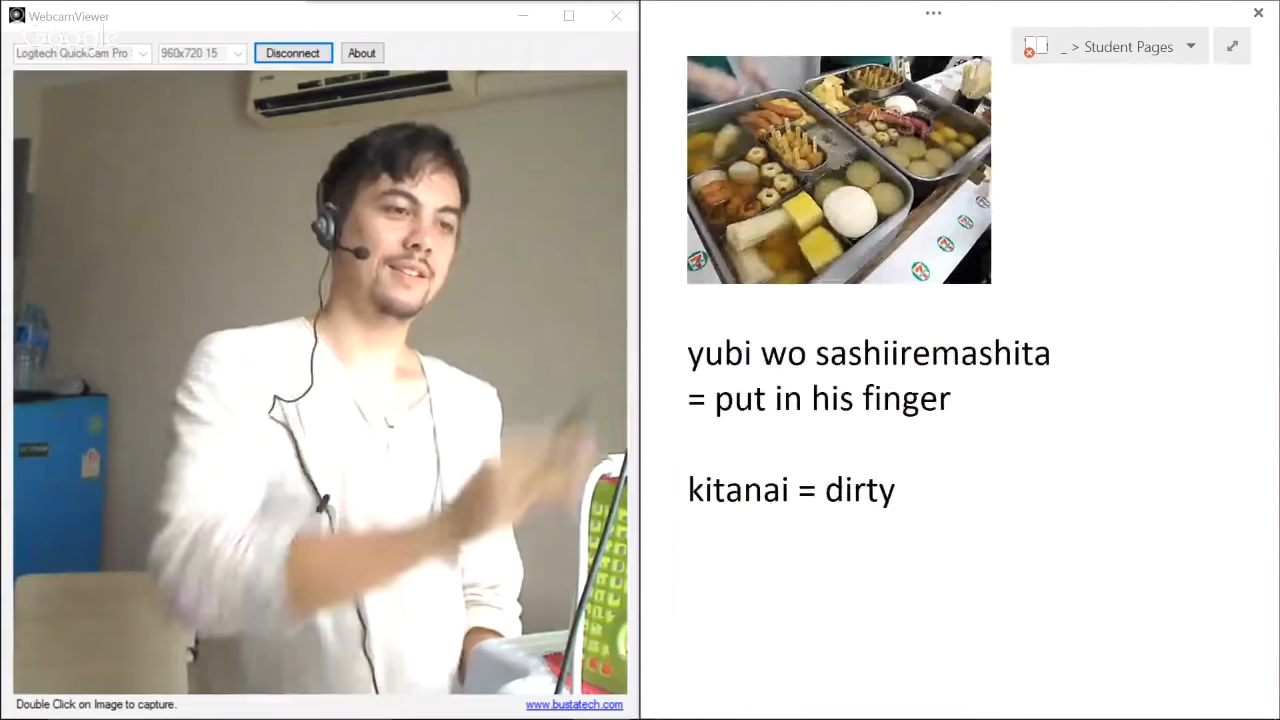 WebcamViewer
Google
Logitech QuickCam Pro
960x720 15
Disconnect
About
Double Click on Image to capture.
www.bustatech.com
_ > Student Pages
yubi wo sashiiremashita
= put in his finger
kitanai = dirty